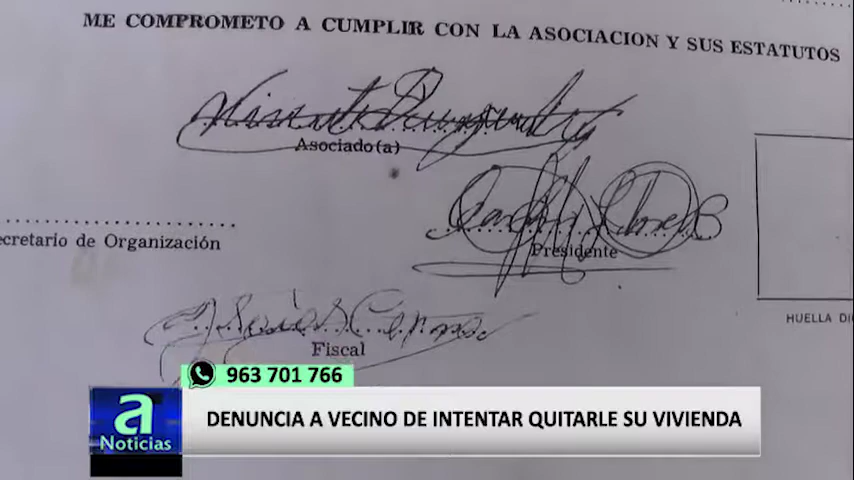 ME COMPROMETO A CUMPLIR CON LA ASOCIACION Y SUS ESTATUTOS
Asociado(a)
ecretario de Organización
Presidente
HUELLA DI
Fiscal
963 701 766
a
Noticias
DENUNCIA A VECINO DE INTENTAR QUITARLE SU VIVIENDA